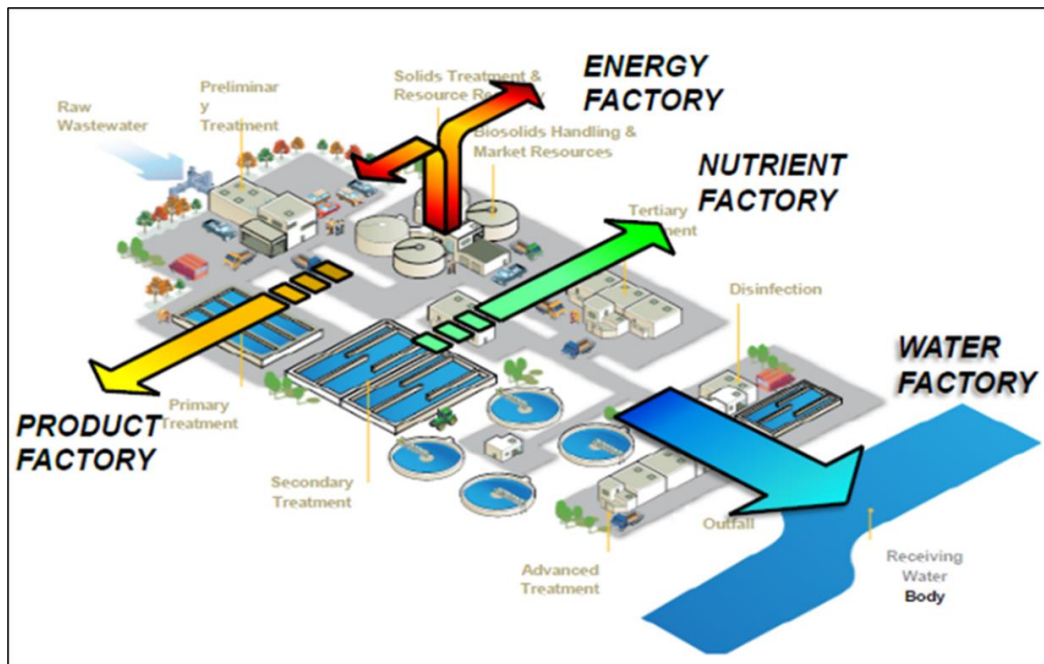 ENERGY
FACTORY
Solids Treatment &
Resource
Preliminar
y
Treatment
Raw
Wastewater
Biosolids Handling &
Market Resources
NUTRIENT
FACTORY
Tertiary
Disinfection
WATER
FACTORY
Primary
Treatment
PRODUCT
FACTORY
Secondary
Treatment
Outfall
Advanced
Treatment
Receiving
Water
Body